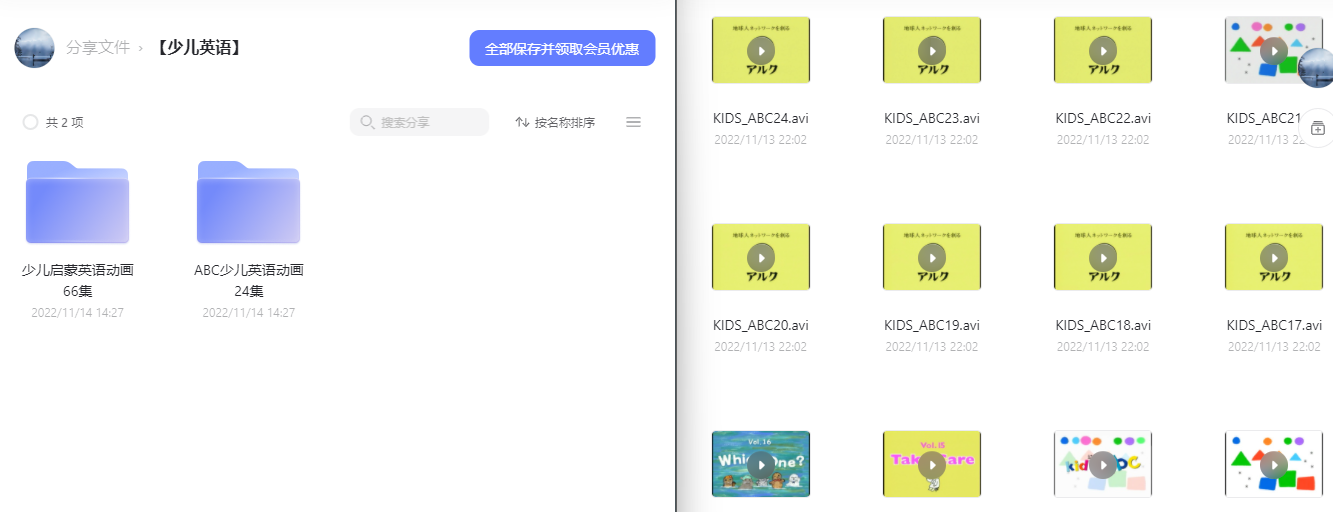 分享文件 › 【少儿英语】
全部保存并领取会员优惠
共 2 项
搜索分享
按名称排序
少儿启蒙英语动画
66集
2022/11/14 14:27
ABC少儿英语动画
24集
2022/11/14 14:27
地球人ネットワークを創る
アルク
KIDS_ABC24.avi
2022/11/13 22:02
地球人ネットワークを創る
アルク
KIDS_ABC23.avi
2022/11/13 22:02
地球人ネットワークを創る
アルク
KIDS_ABC22.avi
2022/11/13 22:02
KIDS_ABC21
2022/11/13 22
地球人ネットワークを創る
アルク
KIDS_ABC20.avi
2022/11/13 22:02
地球人ネットワークを創る
アルク
KIDS_ABC19.avi
2022/11/13 22:02
地球人ネットワークを創る
アルク
KIDS_ABC18.avi
2022/11/13 22:02
地球人ネットワークを創る
アルク
KIDS_ABC17.avi
2022/11/13 22:02
Vol.16
Which One?
Vol.15
Take Care